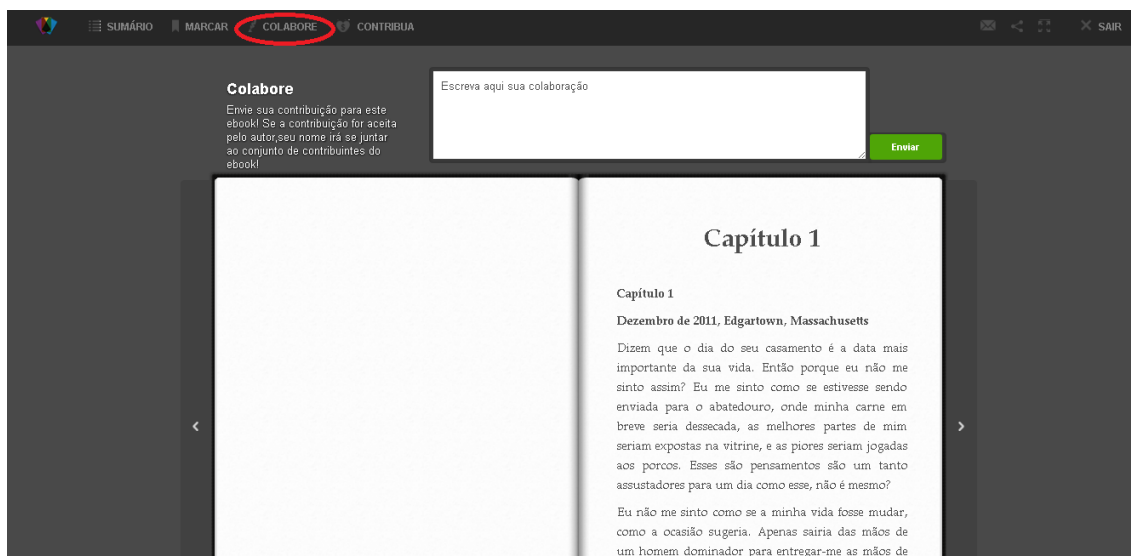 SUMÁRIO MARCAR COLABORE CONTRIBUA SAIR
Colabore
Envie sua contribuição para este
ebook! Se a contribuição for aceita
pelo autor,seu nome irá se juntar
ao conjunto de contribuintes do
ebook!
Escreva aqui sua colaboração
Enviar
Capítulo 1
Capítulo 1
Dezembro de 2011, Edgartown, Massachusetts
Dizem que o dia do seu casamento é a data mais
importante da sua vida. Então porque eu não me
sinto assim? Eu me sinto como se estivesse sendo
enviada para o abatedouro, onde minha carne em
breve seria dessecada, as melhores partes de mim
seriam expostas na vitrine, e as piores seriam jogadas
aos porcos. Esses são pensamentos são um tanto
assustadores para um dia como esse, não é mesmo?
Eu não me sinto como se a minha vida fosse mudar,
como a ocasião sugeria. Apenas sairia das mãos de
um homem dominador para entregar-me as mãos de